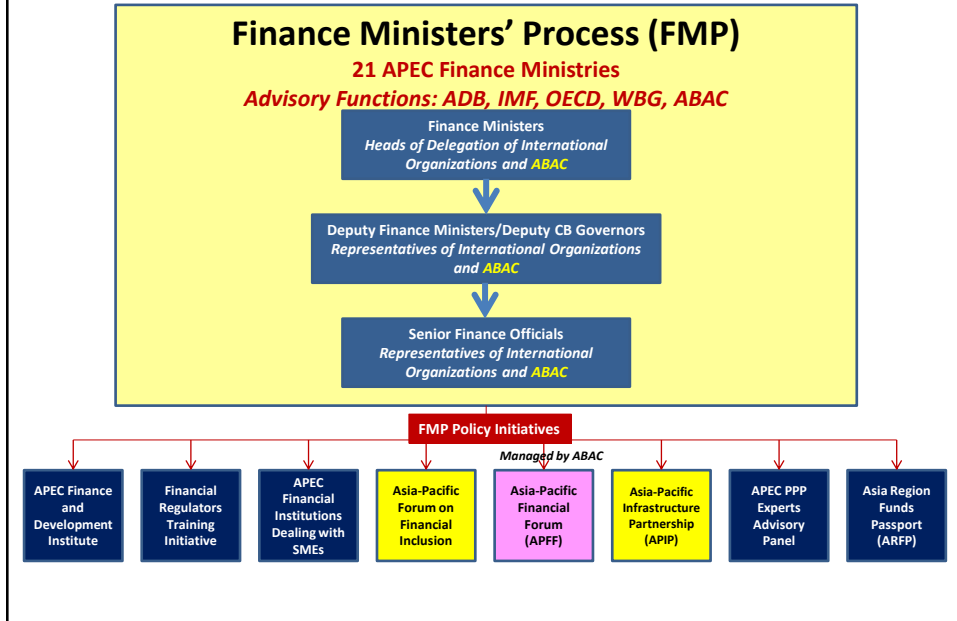 Finance Ministers’ Process (FMP)
21 APEC Finance Ministries
Advisory Functions: ADB, IMF, OECD, WBG, ABAC
Finance Ministers
Heads of Delegation of International
Organizations and ABAC
Deputy Finance Ministers/Deputy CB Governors
Representatives of International Organizations
and ABAC
Senior Finance Officials
Representatives of International
Organizations and ABAC
FMP Policy Initiatives
Managed by ABAC
APEC Finance
and
Development
Institute
Financial
Regulators
Training
Initiative
APEC
Financial
Institutions
Dealing with
SMEs
Asia-Pacific
Forum on
Financial
Inclusion
Asia-Pacific
Financial
Forum
(APFF)
Asia-Pacific
Infrastructure
Partnership
(APIP)
APEC PPP
Experts
Advisory
Panel
Asia Region
Funds
Passport
(ARFP)